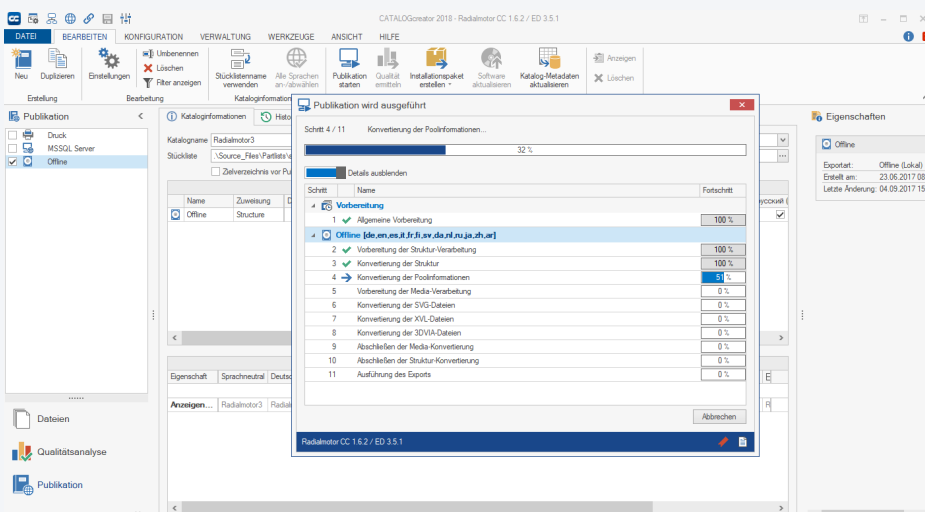 CATALOGcreator 2018 - Radialmotor CC 1.6.2 / ED 3.5.1
DATEI BEARBEITEN KONFIGURATION VERWALTUNG WERKZEUGE ANSICHT HILFE
Neu
Duplizieren
Einstellungen
Umbenennen
Löschen
Filter anzeigen
Stücklistenname verwenden
Alle Sprachen an-/abwählen
Publikation starten
Qualität ermitteln
Installationspaket erstellen
Software aktualisieren
Katalog-Metadaten aktualisieren
Anzeigen
Löschen
Erstellung
Bearbeitung
Kataloginformation
Publikation
Druck
MSSQL Server
Offline
Dateien
Qualitätsanalyse
Publikation
Kataloginformationen
Histo
Katalogname Radialmotor3
Stückliste .\Source_Files\Partlists\
Zielverzeichnis vor Pu
Name Zuweisung D
Offline Structure
русский (
Eigenschaft Sprachneutral Deutsc E
Anzeigen... Radialmotor3 Radial R
Publikation wird ausgeführt
Schritt 4 / 11 Konvertierung der Poolinformationen...
32 %
Details ausblenden
Schritt Name Fortschritt
Vorbereitung
1 Allgemeine Vorbereitung 100 %
Offline [de,en,es,it,fr,fi,sv,da,nl,ru,ja,zh,ar]
2 Vorbereitung der Struktur-Verarbeitung 100 %
3 Konvertierung der Struktur 100 %
4 Konvertierung der Poolinformationen 51 %
5 Vorbereitung der Media-Verarbeitung 0 %
6 Konvertierung der SVG-Dateien 0 %
7 Konvertierung der XVL-Dateien 0 %
8 Konvertierung der 3DVIA-Dateien 0 %
9 Abschließen der Media-Konvertierung 0 %
10 Abschließen der Struktur-Konvertierung 0 %
11 Ausführung des Exports 0 %
Abbrechen
Radialmotor CC 1.6.2 / ED 3.5.1
Eigenschaften
Offline
Exportart: Offline (Lokal)
Erstellt am: 23.06.2017 08
Letzte Änderung: 04.09.2017 15